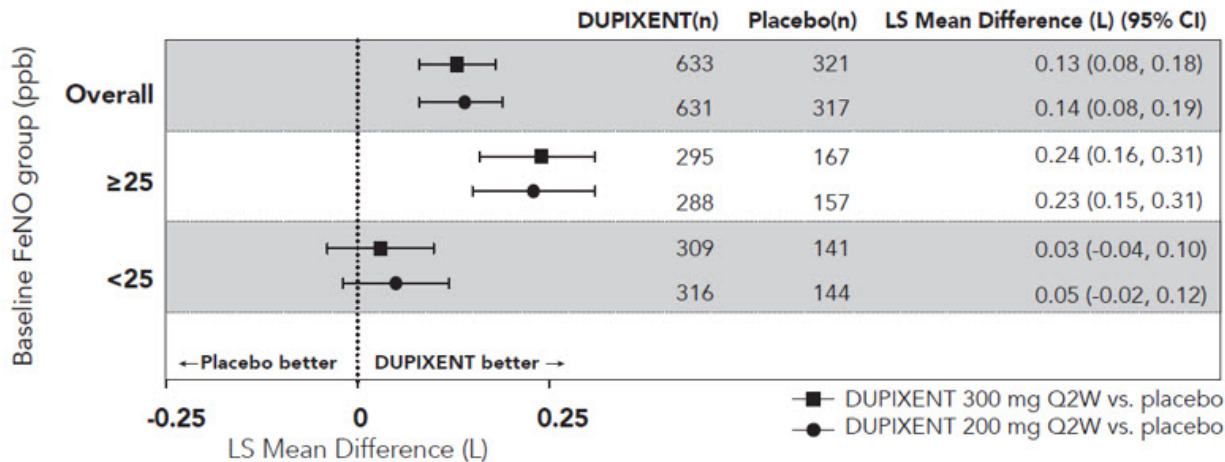 DUPIXENT(n) Placebo(n) LS Mean Difference (L) (95% CI)
Baseline FeNO group (ppb)
Overall
633 321 0.13 (0.08, 0.18)
631 317 0.14 (0.08, 0.19)
≥25
295 167 0.24 (0.16, 0.31)
288 157 0.23 (0.15, 0.31)
<25
309 141 0.03 (-0.04, 0.10)
316 144 0.05 (-0.02, 0.12)
←Placebo better DUPIXENT better →
-0.25 0 0.25
LS Mean Difference (L)
DUPIXENT 300 mg Q2W vs. placebo
DUPIXENT 200 mg Q2W vs. placebo